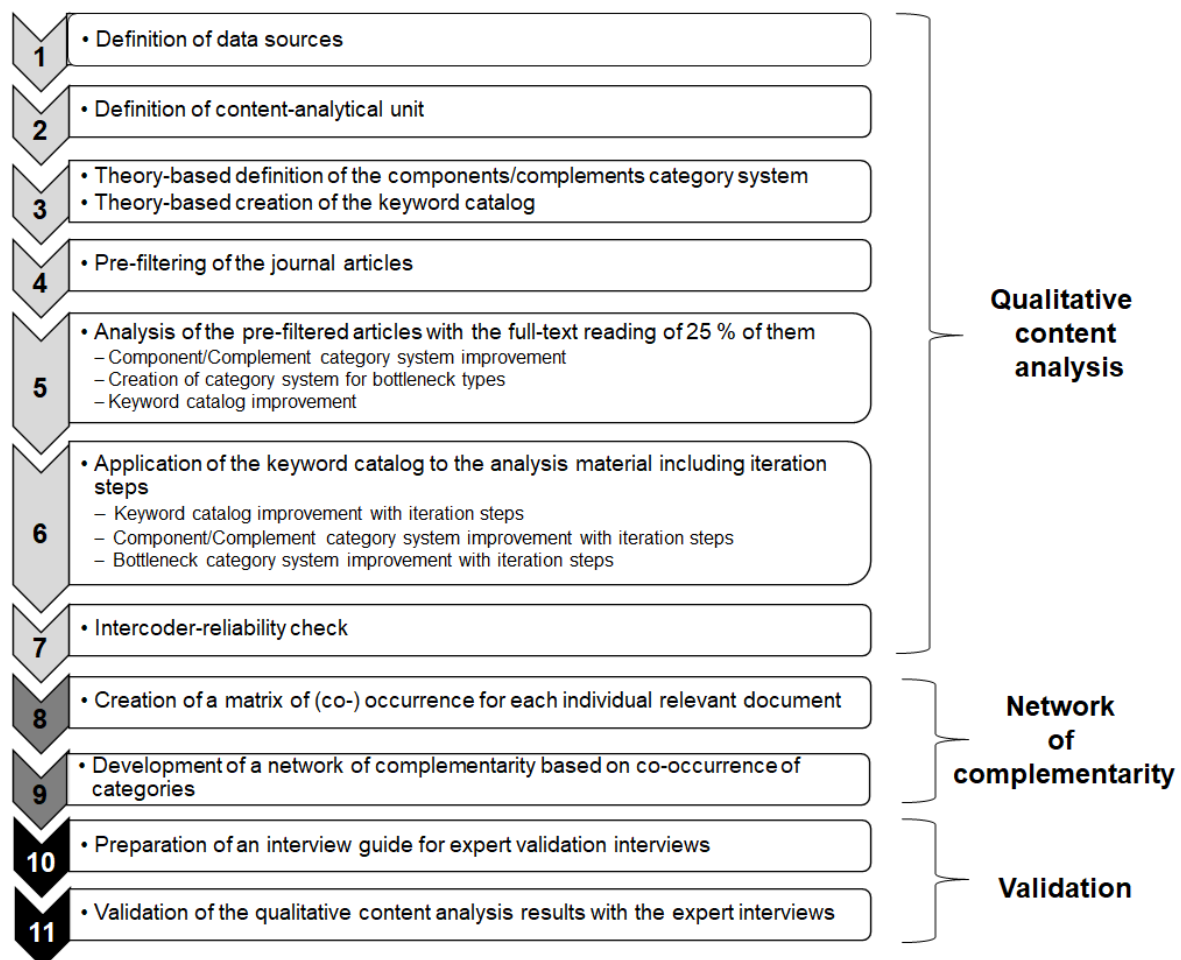 1
• Definition of data sources
2
• Definition of content-analytical unit
3
• Theory-based definition of the components/complements category system
• Theory-based creation of the keyword catalog
4
• Pre-filtering of the journal articles
5
• Analysis of the pre-filtered articles with the full-text reading of 25 % of them
– Component/Complement category system improvement
– Creation of category system for bottleneck types
– Keyword catalog improvement
6
• Application of the keyword catalog to the analysis material including iteration
steps
– Keyword catalog improvement with iteration steps
– Component/Complement category system improvement with iteration steps
– Bottleneck category system improvement with iteration steps
7
• Intercoder-reliability check
Qualitative
content
analysis
8
• Creation of a matrix of (co-) occurrence for each individual relevant document
9
• Development of a network of complementarity based on co-occurrence of
categories
Network
of
complementarity
10
• Preparation of an interview guide for expert validation interviews
11
• Validation of the qualitative content analysis results with the expert interviews
Validation